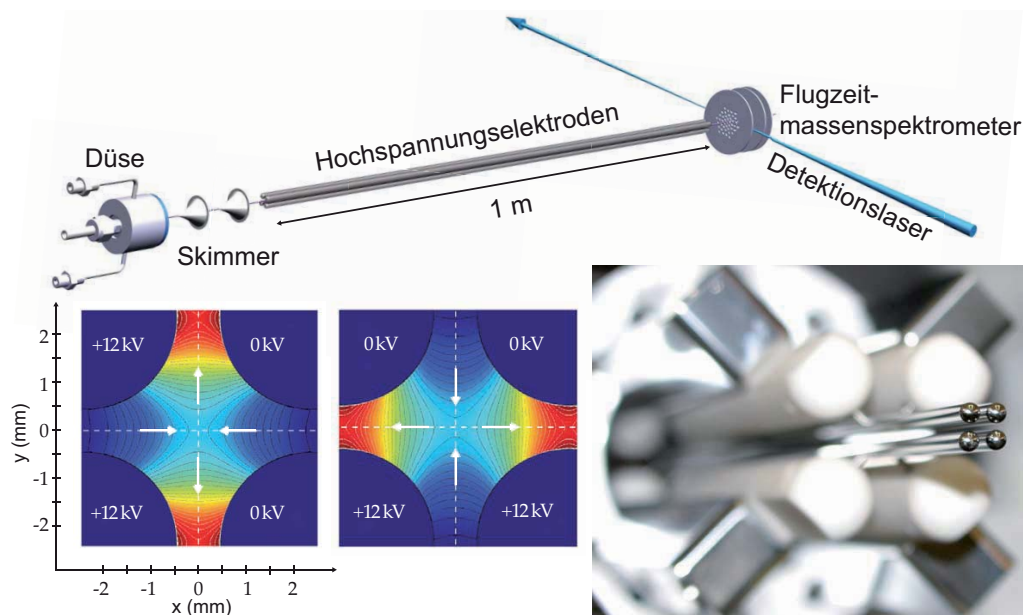 Düse
Skimmer
Hochspannungselektroden
1 m
Flugzeit-
massenspektrometer
Detektionslaser
+12 kV 0 kV
+12 kV 0 kV
0 kV 0 kV
+12 kV +12 kV
y (mm)
2
1
0
-1
-2
-2 -1 0 1 2
x (mm)